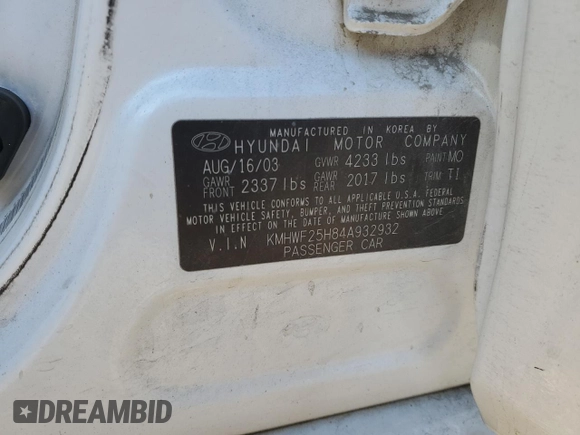 MANUFACTURED IN KOREA BY
HYUNDAI MOTOR COMPANY
AUG/16/03 GVWR 4233 lbs PAINT MO
GAWR FRONT 2337 lbs GAWR REAR 2017 lbs TRIM TI
THIS VEHICLE CONFORMS TO ALL APPLICABLE U.S.A. FEDERAL
MOTOR VEHICLE SAFETY, BUMPER, AND THEFT PREVENTION STANDARDS
IN EFFECT ON THE DATE OF MANUFACTURE SHOWN ABOVE.
V.I.N KMHWF25H84A932932
PASSENGER CAR
DREAMBID